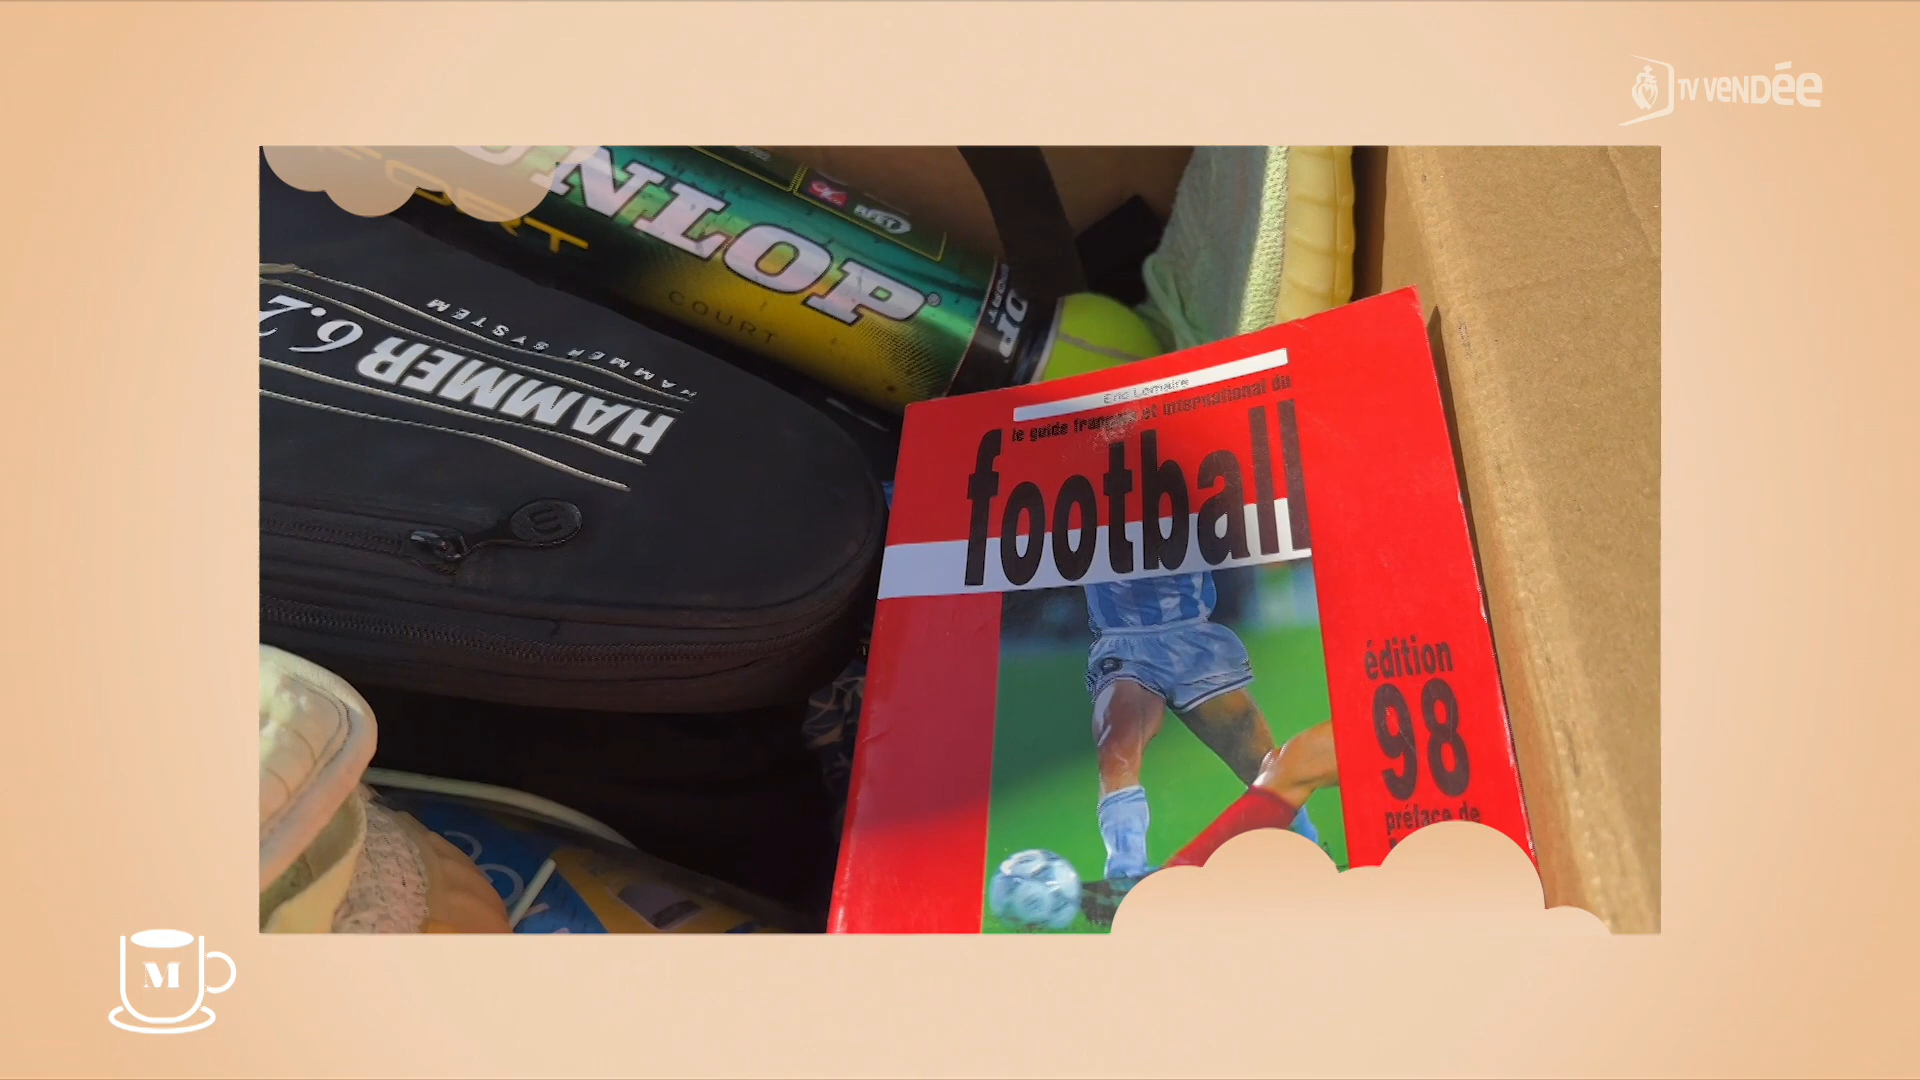 TV VENDÉE
DUNLOP
FORT
COURT
HAMMER 6.2
HAMMER SYSTEM
Eric Lemaire
le guide français et international du
football
édition
98
préface de
M